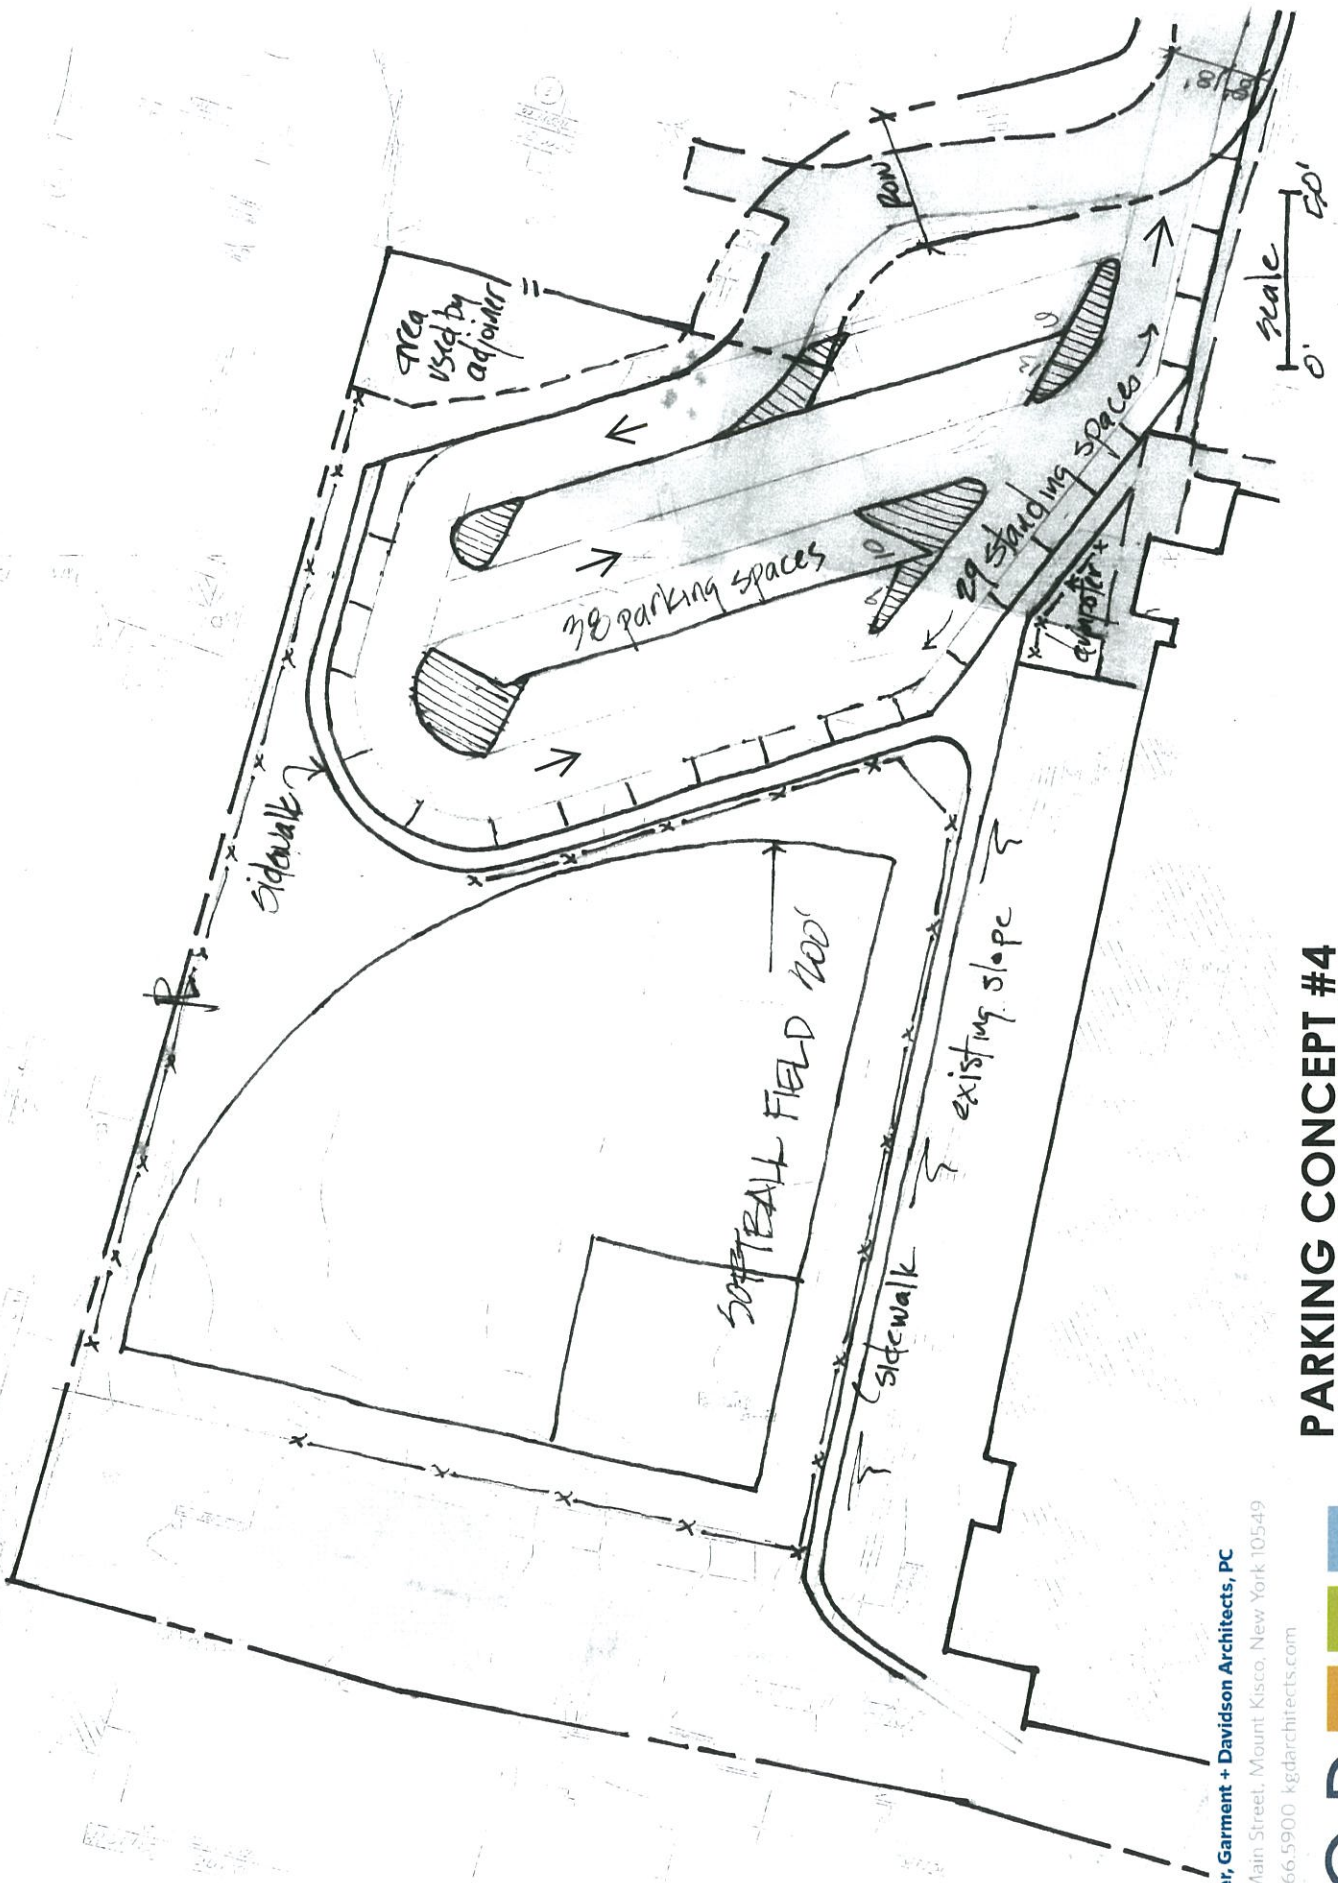 area
used by
adjoiner
ROW
sidewalk
38 parking spaces
29 standing spaces
dumpster
scale
0'
50'
SOFTBALL FIELD 200'
existing slope
sidewalk
PARKING CONCEPT #4
Garment + Davidson Architects, PC
Main Street, Mount Kisco, New York 10549
66.5900 kgdarchitects.com